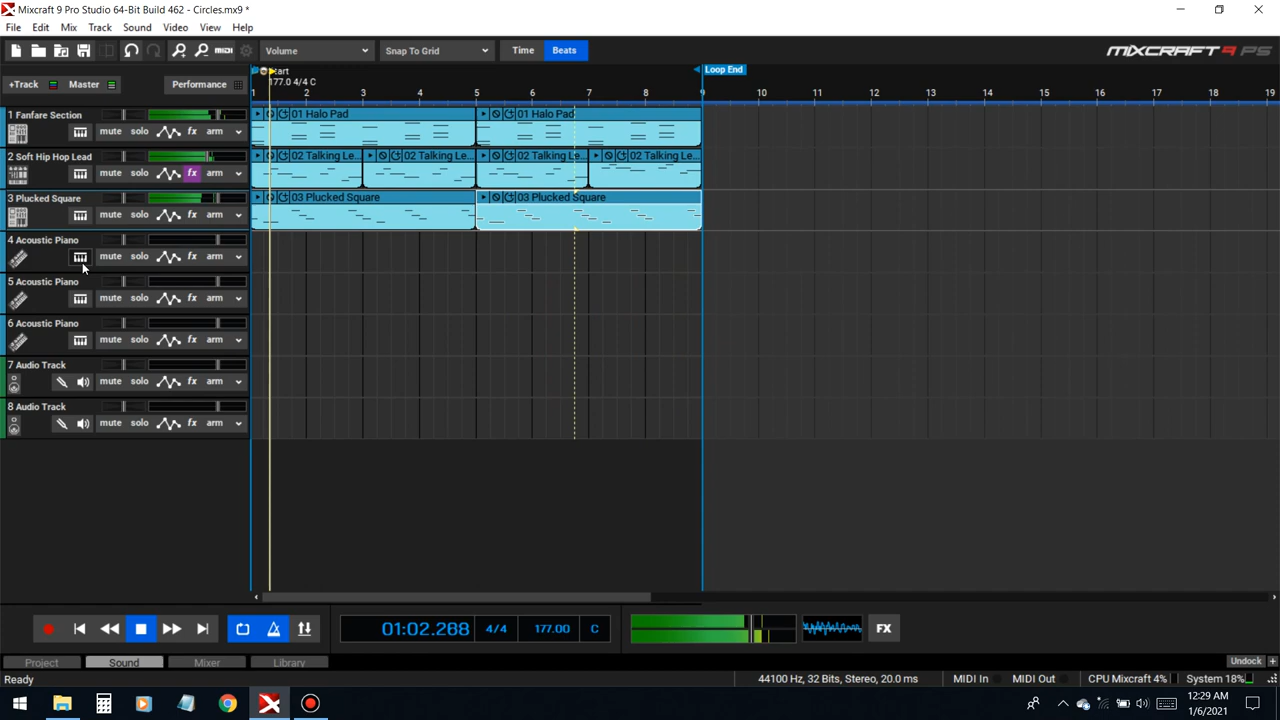 Mixcraft 9 Pro Studio 64-Bit Build 462 - Circles.mx9 *
File Edit Mix Track Sound Video View Help
MIDI Volume Snap To Grid Time Beats MIXCRAFT 9 PS
+Track Master Performance
177.0 4/4 C
Loop End
1 2 3 4 5 6 7 8 9 10 11 12 13 14 15 16 17 18 19
1 Fanfare Section 01 Halo Pad 01 Halo Pad
mute solo fx arm
2 Soft Hip Hop Lead 02 Talking Le... 02 Talking Le... 02 Talking Le... 02 Talking Le...
mute solo fx arm
3 Plucked Square 03 Plucked Square 03 Plucked Square
mute solo fx arm
4 Acoustic Piano
mute solo fx arm
5 Acoustic Piano
mute solo fx arm
6 Acoustic Piano
mute solo fx arm
7 Audio Track
mute solo fx arm
8 Audio Track
mute solo fx arm
01:02.288 4/4 177.00 C FX
Project Sound Mixer Library Undock +
Ready 44100 Hz, 32 Bits, Stereo, 20.0 ms MIDI In MIDI Out CPU Mixcraft 4% System 18%
12:29 AM
1/6/2021